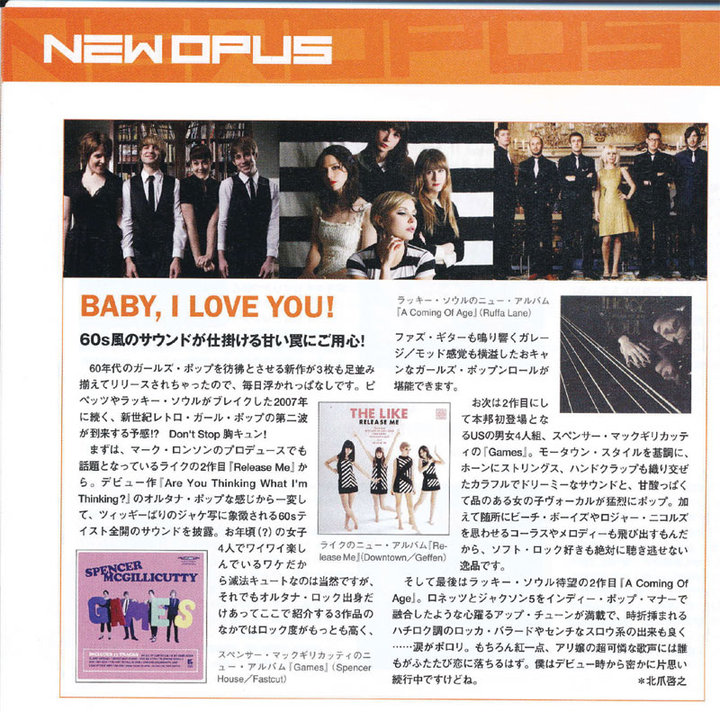 NEW OPUS
BABY, I LOVE YOU!
60s風のサウンドが仕掛ける甘い罠にご用心!
60年代のガールズ・ポップを彷彿とさせる新作が3枚も足並み
揃えてリリースされちゃったので、毎日浮かれっぱなしです。ピ
ペッツやラッキー・ソウルがブレイクした2007年
に続く、新世紀レトロ・ガール・ポップの第二波
が到来する予感!? Don't Stop 胸キュン!
まずは、マーク・ロンソンのプロデュースでも
話題となっているライクの2作目『Release Me』か
ら。デビュー作『Are You Thinking What I'm
Thinking?』のオルタナ・ポップな感じから一変し
て、ツィッギーばりのジャケ写に象徴される60sテ
イスト全開のサウンドを披露。お年頃(?)の女子
4人でワイワイ楽し
んでいるワケだか
ら滅法キュートなのは当然ですが、
それでもオルタナ・ロック出身だ
けあってここで紹介する3作品の
なかではロック度がもっとも高く、
SPENCER
MCGILLICUTTY
GAMES
スペンサー・マックギリカッティのニ
ュー・アルバム『Games』(Spencer
House/Fastcut)
THE LIKE
RELEASE ME
ライクのニュー・アルバム『Re-
lease Me』(Downtown/Geffen)
ラッキー・ソウルのニュー・アルバム
『A Coming Of Age』(Ruffa Lane)
ファズ・ギターも鳴り響くガレー
ジ/モッド感覚も横溢したおキャ
ンなガールズ・ポップンロールが
堪能できます。
お次は2作目にし
て本邦初登場とな
るUSの男女4人組、スペンサー・マックギリカッテ
ィの『Games』。モータウン・スタイルを基調に、
ホーンにストリングス、ハンドクラップも織り交ぜ
たカラフルでドリーミーなサウンドと、甘酸っぱく
て品のある女の子ヴォーカルが猛烈にポップ。加
えて随所にビーチ・ボーイズやロジャー・ニコルズ
を思わせるコーラスやメロディーも飛び出すもんだ
から、ソフト・ロック好きも絶対に聴き逃せない
逸品です。
そして最後はラッキー・ソウル待望の2作目『A Coming Of
Age』。ロネッツとジャクソン5をインディー・ポップ・マナーで
融合したような心躍るアップ・チューンが満載で、時折挿まれる
ハチロク調のロッカ・バラードやセンチなスロウ系の出来も良く
……涙がポロリ。もちろん紅一点、アリ嬢の超可憐な歌声には誰
もがふたたび恋に落ちるはず。僕はデビュー時から密かに片思い
続行中ですけどね。 *北爪啓之